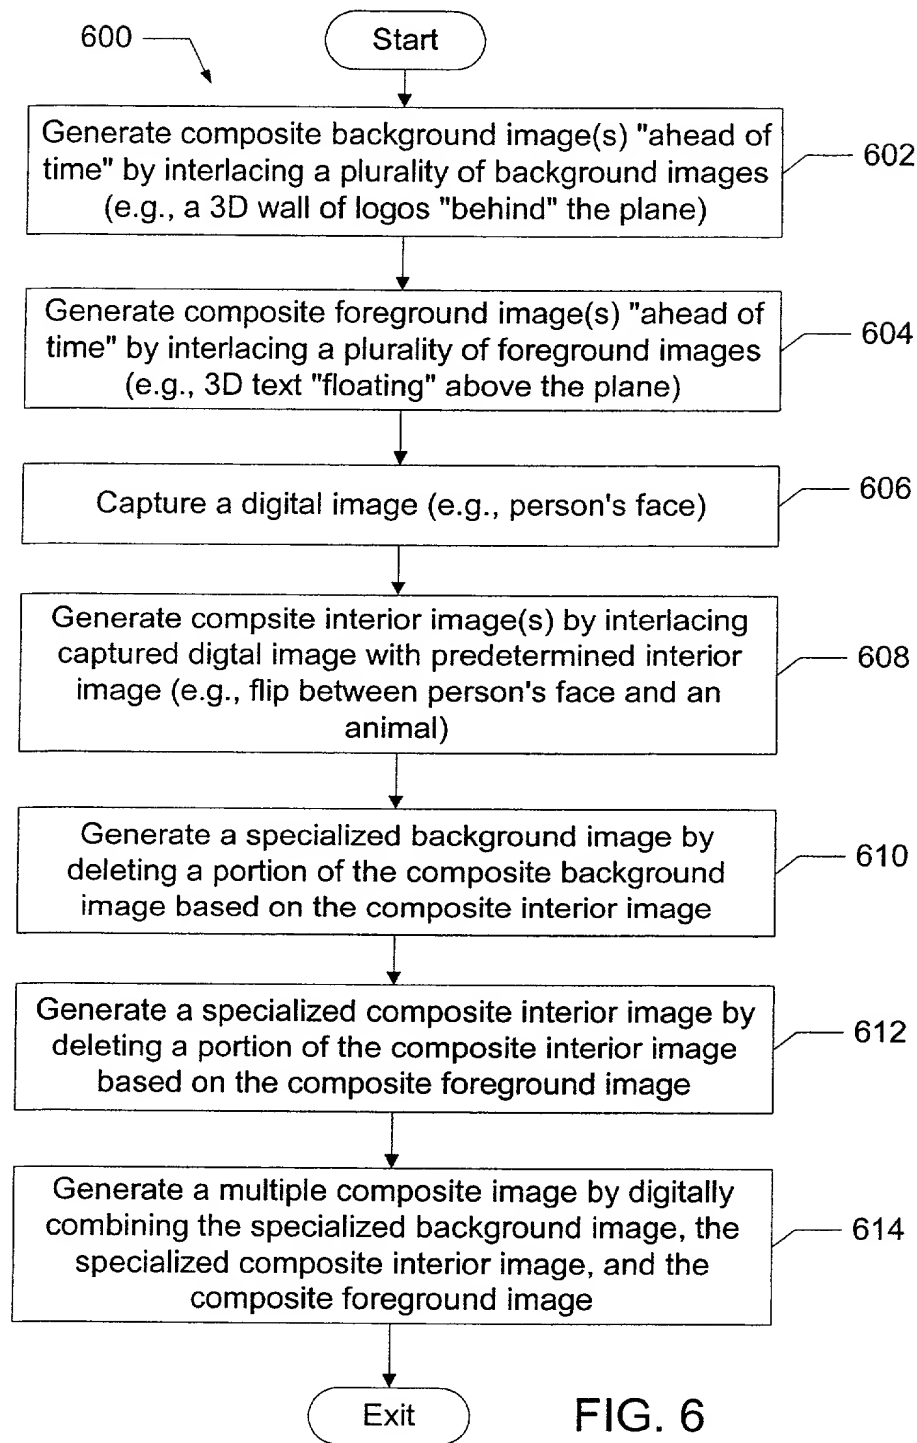 600
Start
Generate composite background image(s) "ahead of
time" by interlacing a plurality of background images
(e.g., a 3D wall of logos "behind" the plane)
602
Generate composite foreground image(s) "ahead of
time" by interlacing a plurality of foreground images
(e.g., 3D text "floating" above the plane)
604
Capture a digital image (e.g., person's face)
606
Generate compsite interior image(s) by interlacing
captured digtal image with predetermined interior
image (e.g., flip between person's face and an
animal)
608
Generate a specialized background image by
deleting a portion of the composite background
image based on the composite interior image
610
Generate a specialized composite interior image by
deleting a portion of the composite interior image
based on the composite foreground image
612
Generate a multiple composite image by digitally
combining the specialized background image, the
specialized composite interior image, and the
composite foreground image
614
Exit
FIG. 6